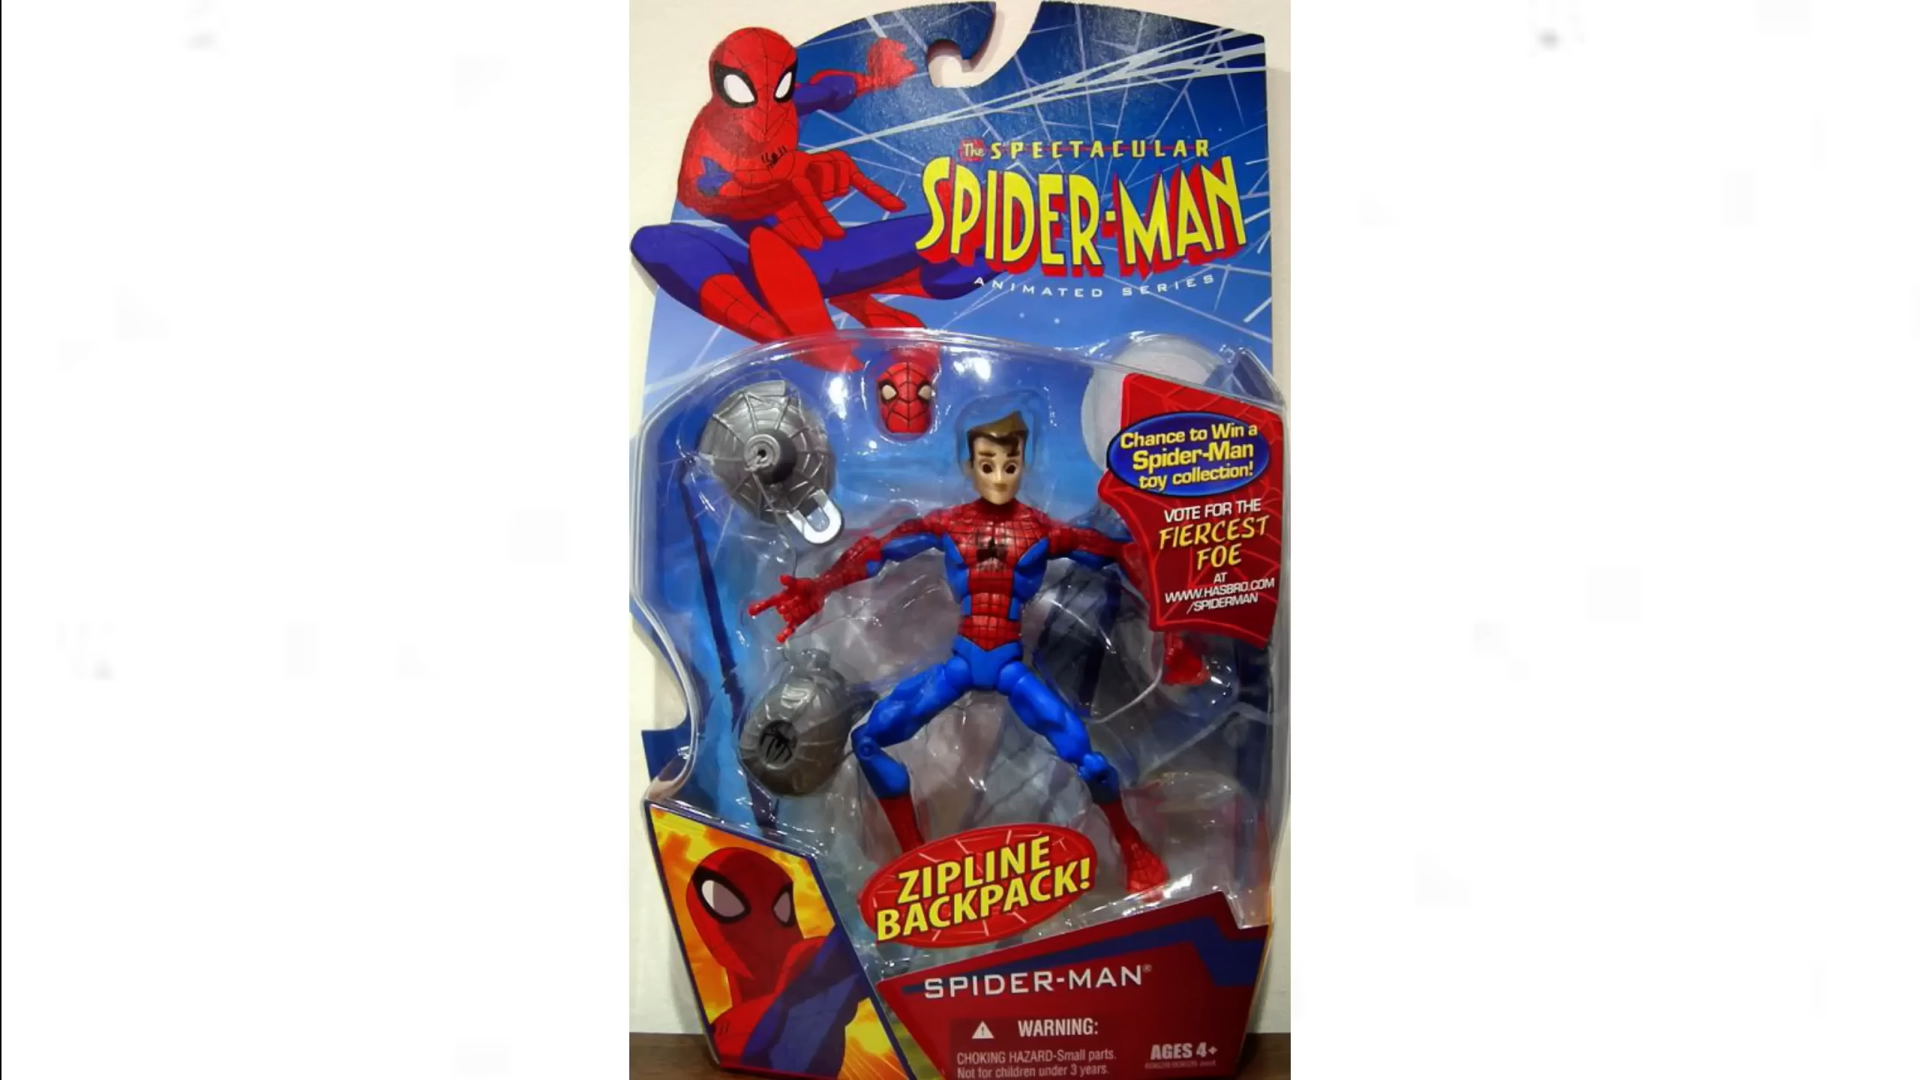 The SPECTACULAR
SPIDER-MAN
ANIMATED SERIES
Chance to Win a
Spider-Man
toy collection!
VOTE FOR THE
FIERCEST
FOE
AT
WWW.HASBRO.COM
/SPIDERMAN
ZIPLINE
BACKPACK!
SPIDER-MAN®
WARNING:
CHOKING HAZARD-Small parts.
Not for children under 3 years.
AGES 4+